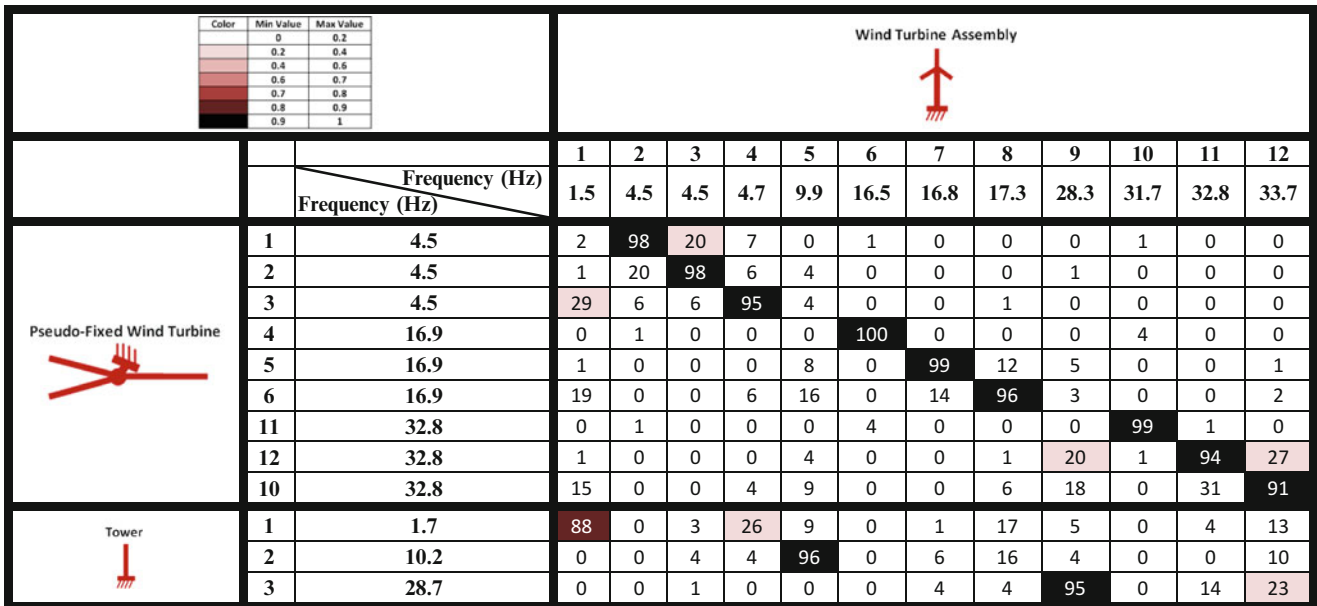 Color Min Value Max Value
0 0.2
0.2 0.4
0.4 0.6
0.6 0.7
0.7 0.8
0.8 0.9
0.9 1
Wind Turbine Assembly
1 2 3 4 5 6 7 8 9 10 11 12
Frequency (Hz)
Frequency (Hz)
1.5 4.5 4.5 4.7 9.9 16.5 16.8 17.3 28.3 31.7 32.8 33.7
Pseudo-Fixed Wind Turbine
1 4.5 2 98 20 7 0 1 0 0 0 1 0 0
2 4.5 1 20 98 6 4 0 0 0 1 0 0 0
3 4.5 29 6 6 95 4 0 0 1 0 0 0 0
4 16.9 0 1 0 0 0 100 0 0 0 4 0 0
5 16.9 1 0 0 0 8 0 99 12 5 0 0 1
6 16.9 19 0 0 6 16 0 14 96 3 0 0 2
11 32.8 0 1 0 0 0 4 0 0 0 99 1 0
12 32.8 1 0 0 0 4 0 0 1 20 1 94 27
10 32.8 15 0 0 4 9 0 0 6 18 0 31 91
Tower
1 1.7 88 0 3 26 9 0 1 17 5 0 4 13
2 10.2 0 0 4 4 96 0 6 16 4 0 0 10
3 28.7 0 0 1 0 0 0 4 4 95 0 14 23